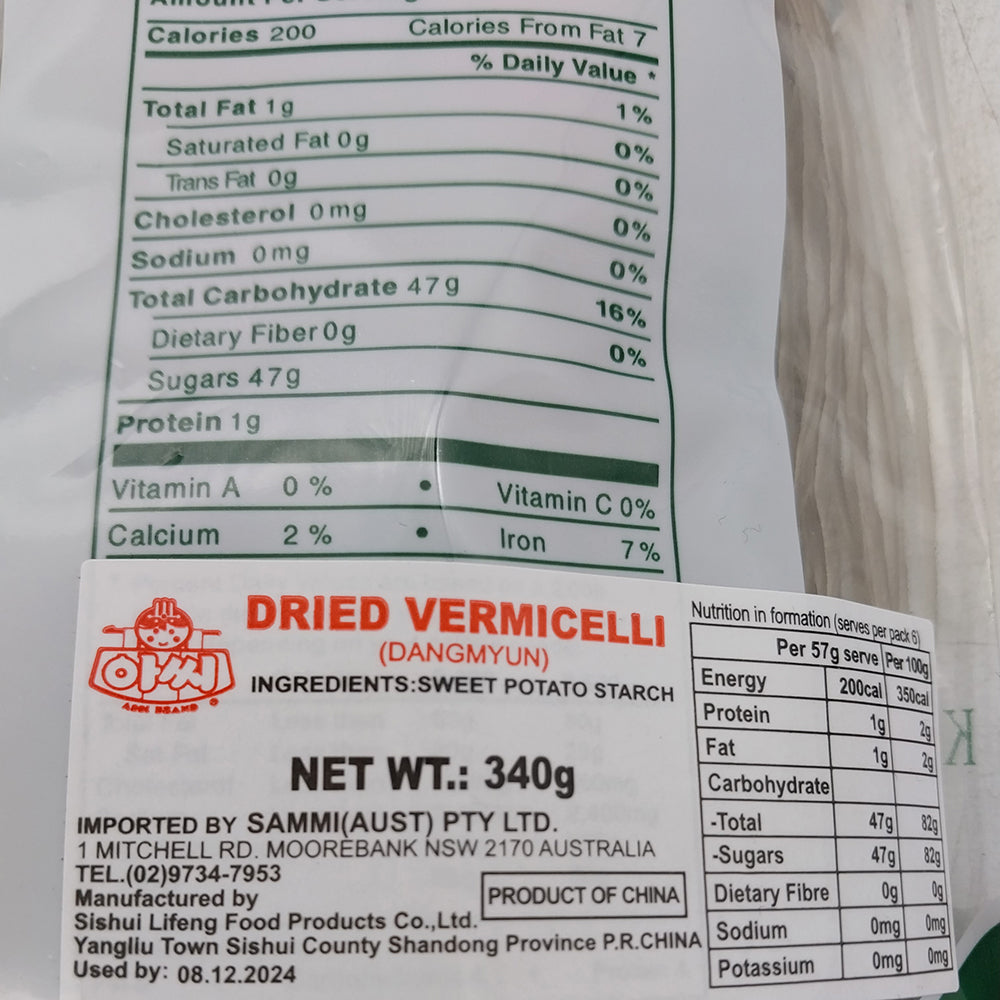 Calories 200 Calories From Fat 7
% Daily Value *
Total Fat 1g 1%
Saturated Fat 0g 0%
Trans Fat 0g 0%
Cholesterol 0mg 0%
Sodium 0mg 0%
Total Carbohydrate 47g 16%
Dietary Fiber 0g 0%
Sugars 47g
Protein 1g
Vitamin A 0 % • Vitamin C 0%
Calcium 2 % • Iron 7%
아씨
ASSI BRAND ®
DRIED VERMICELLI
(DANGMYUN)
INGREDIENTS:SWEET POTATO STARCH
NET WT.: 340g
IMPORTED BY SAMMI(AUST) PTY LTD.
1 MITCHELL RD. MOOREBANK NSW 2170 AUSTRALIA
TEL.(02)9734-7953
Manufactured by
PRODUCT OF CHINA
Sishui Lifeng Food Products Co.,Ltd.
Yangliu Town Sishui County Shandong Province P.R.CHINA
Used by: 08.12.2024
Nutrition in formation (serves per pack 6)
Per 57g serve Per 100g
Energy 200cal 350cal
Protein 1g 2g
Fat 1g 2g
Carbohydrate
-Total 47g 82g
-Sugars 47g 82g
Dietary Fibre 0g 0g
Sodium 0mg 0mg
Potassium 0mg 0mg